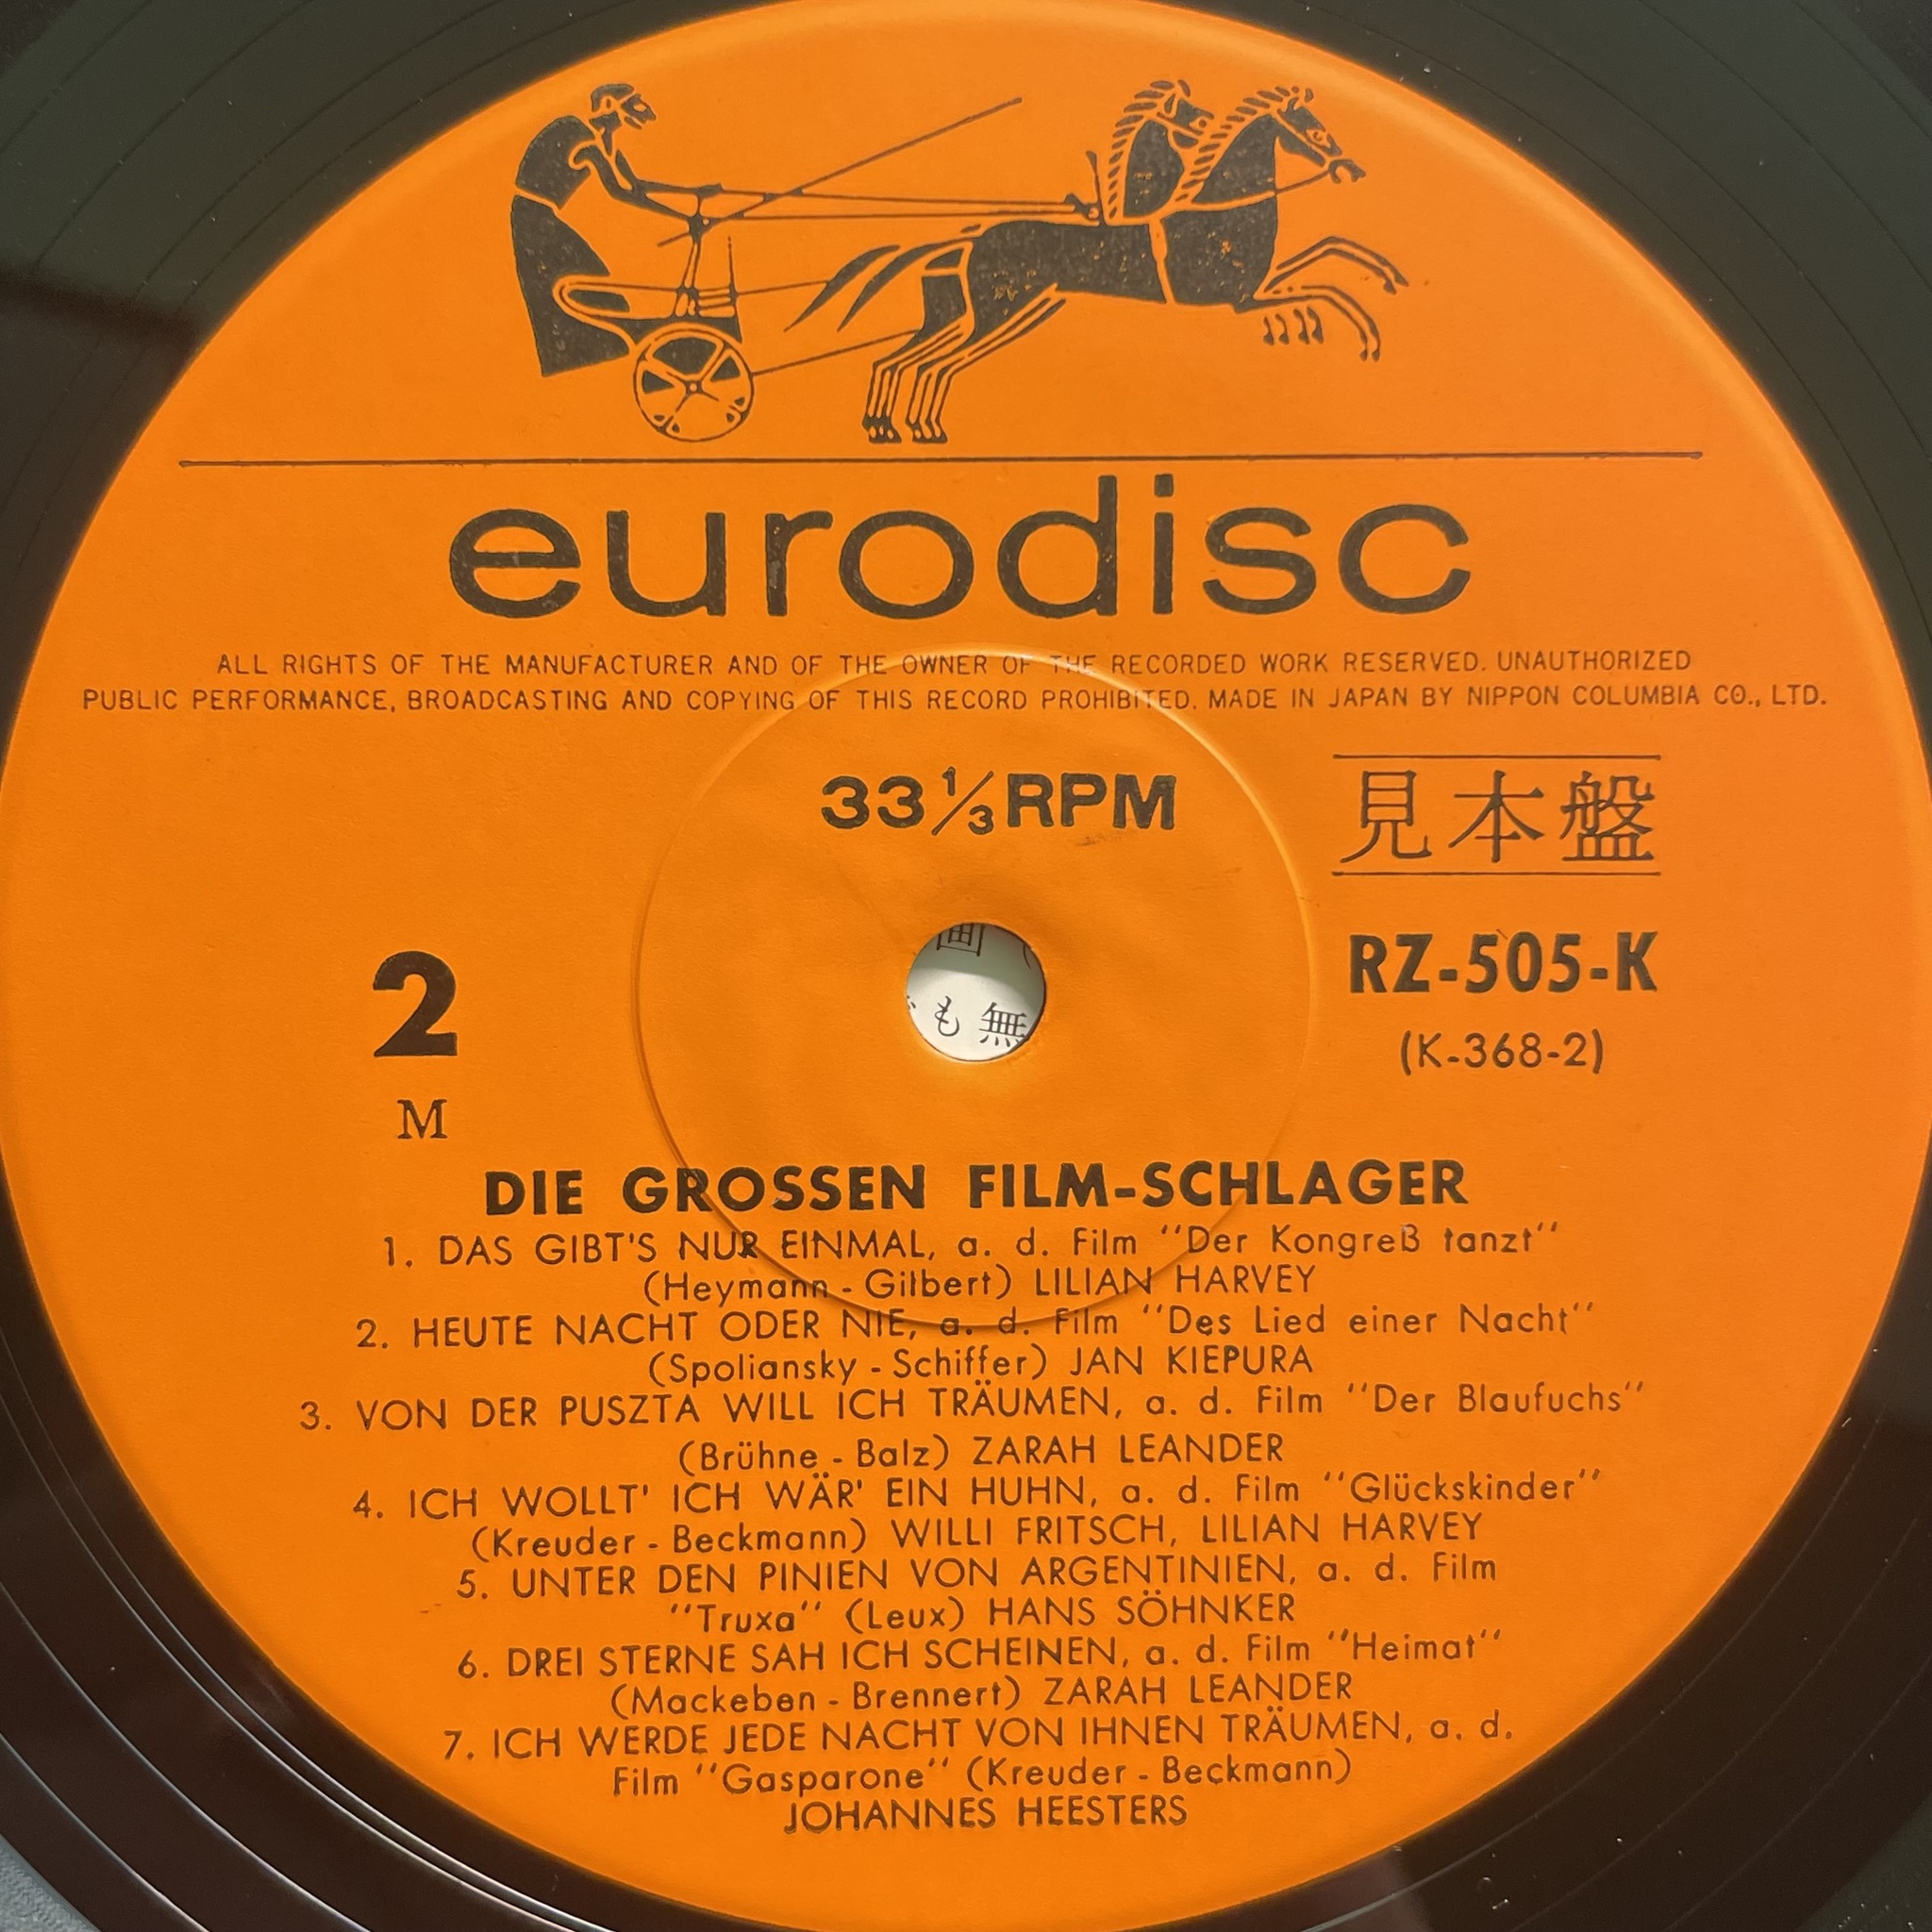 eurodisc
ALL RIGHTS OF THE MANUFACTURER AND OF THE OWNER OF THE RECORDED WORK RESERVED. UNAUTHORIZED
PUBLIC PERFORMANCE, BROADCASTING AND COPYING OF THIS RECORD PROHIBITED. MADE IN JAPAN BY NIPPON COLUMBIA CO., LTD.
33 1/3 RPM
見本盤
RZ-505-K
(K-368-2)
2
M
も無
DIE GROSSEN FILM-SCHLAGER
1. DAS GIBT'S NUR EINMAL, a. d. Film "Der Kongreß tanzt"
(Heymann - Gilbert) LILIAN HARVEY
2. HEUTE NACHT ODER NIE, a. d. Film "Des Lied einer Nacht"
(Spoliansky - Schiffer) JAN KIEPURA
3. VON DER PUSZTA WILL ICH TRÄUMEN, a. d. Film "Der Blaufuchs"
(Brühne - Balz) ZARAH LEANDER
4. ICH WOLLT' ICH WÄR' EIN HUHN, a. d. Film "Glückskinder"
(Kreuder - Beckmann) WILLI FRITSCH, LILIAN HARVEY
5. UNTER DEN PINIEN VON ARGENTINIEN, a. d. Film
"Truxa" (Leux) HANS SÖHNKER
6. DREI STERNE SAH ICH SCHEINEN, a. d. Film "Heimat"
(Mackeben - Brennert) ZARAH LEANDER
7. ICH WERDE JEDE NACHT VON IHNEN TRÄUMEN, a. d.
Film "Gasparone" (Kreuder - Beckmann)
JOHANNES HEESTERS